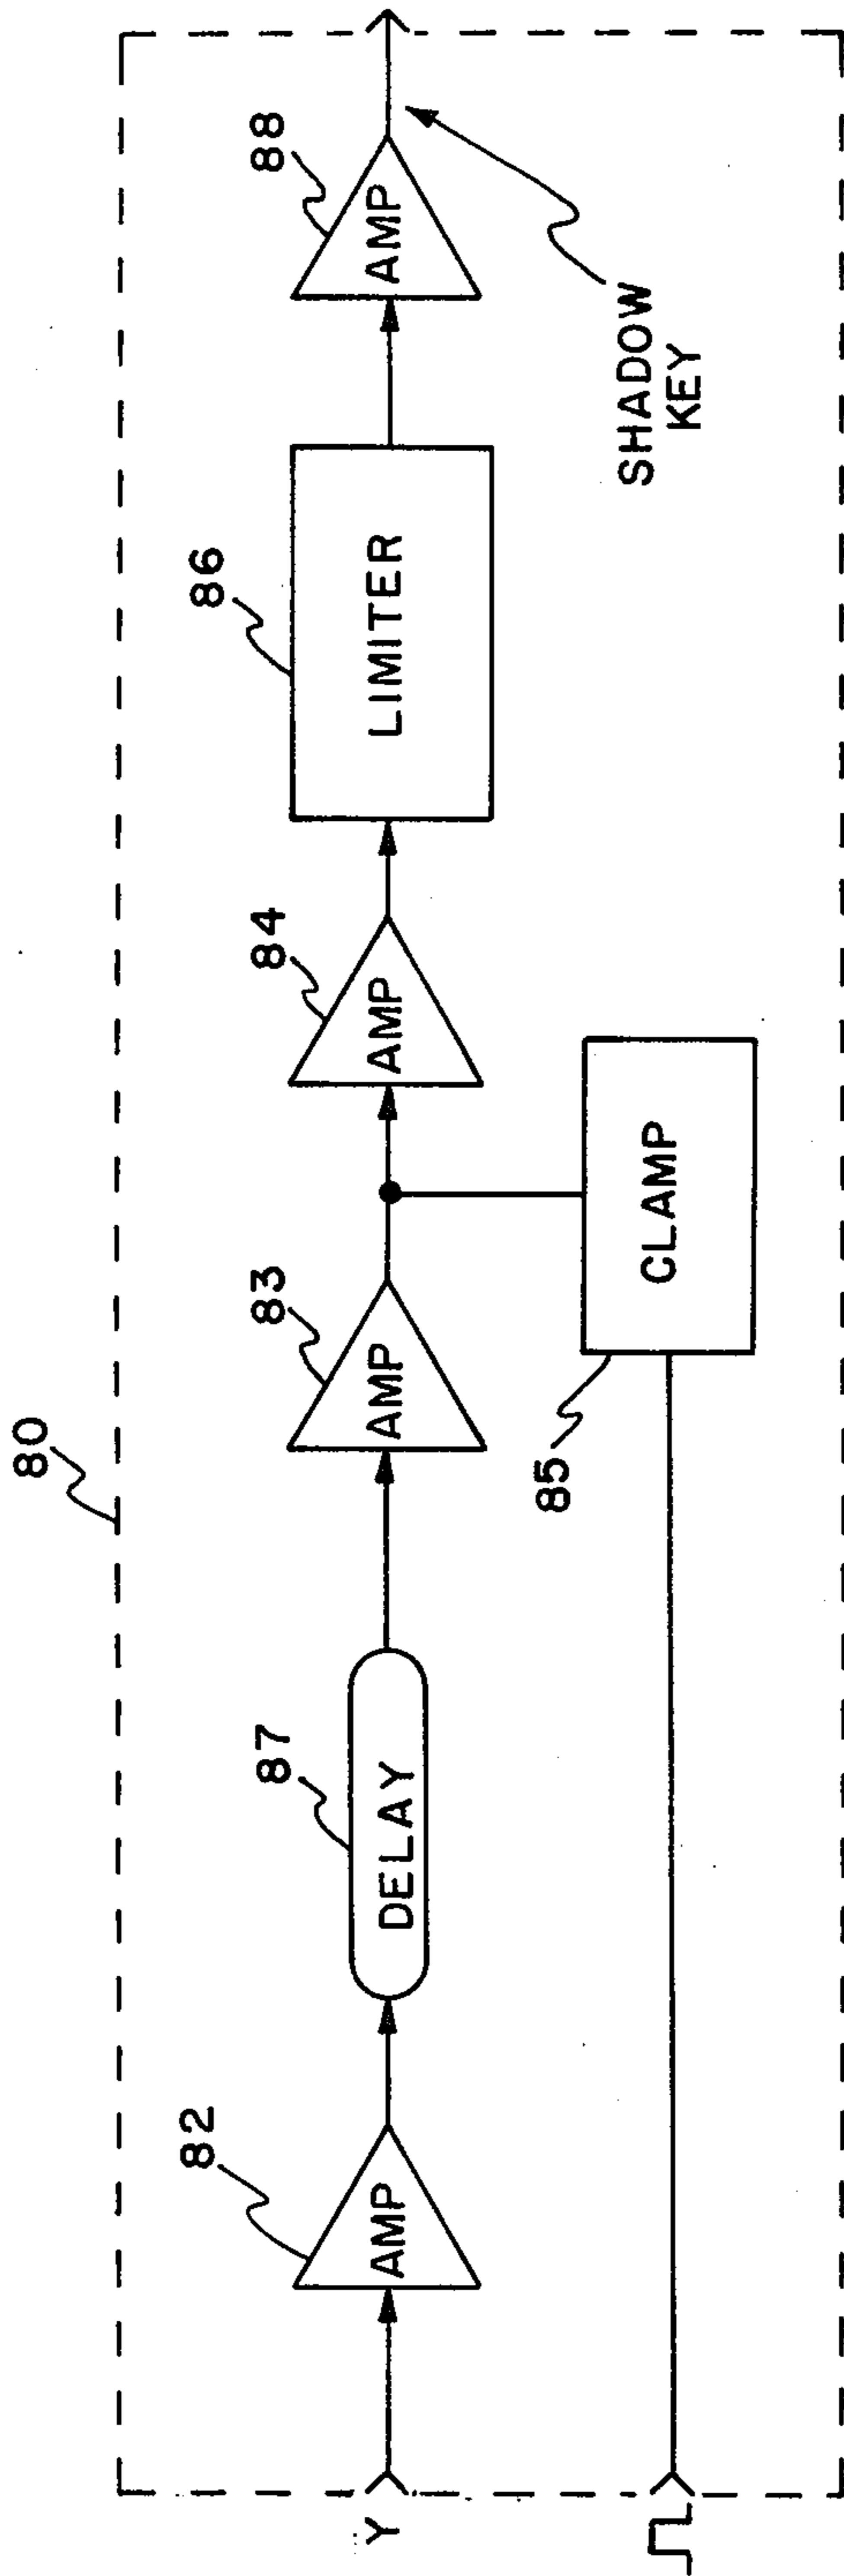 80
82
87
83
84
86
88
Y
AMP
DELAY
AMP
AMP
LIMITER
AMP
85
CLAMP
SHADOW
KEY